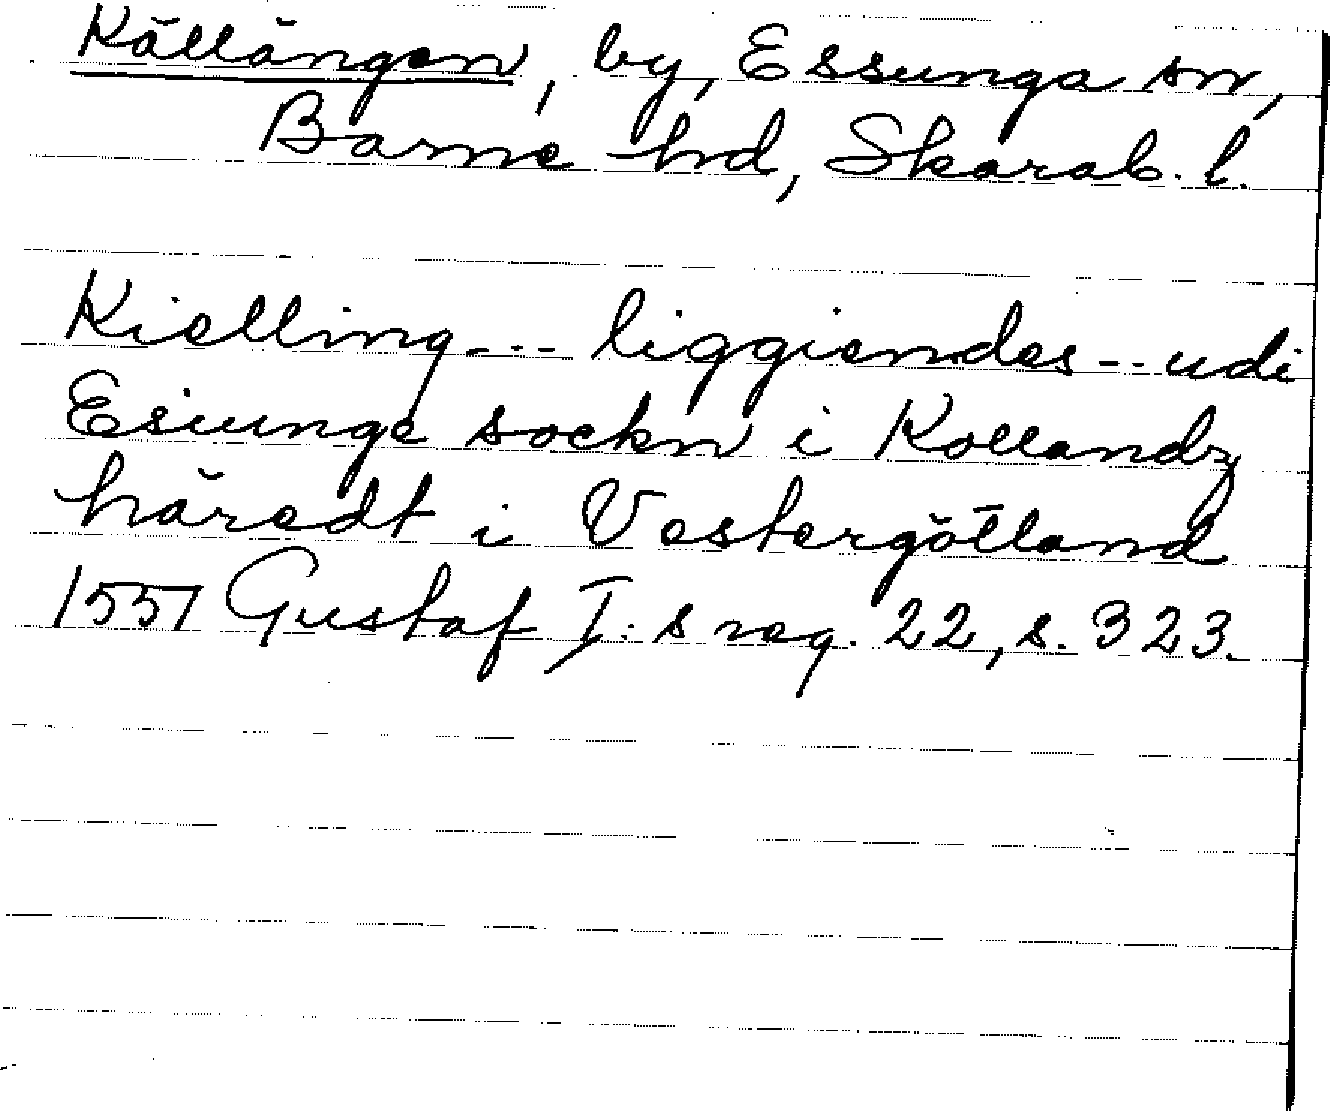 Källängen, by, Essunga sn,
Barne hd, Skarab. l.
Kielling--- liggiendes -- udi
Esiunge sockn i Kollandz
häredt i Vestergötland
1557 Gustaf I:s reg. 22, s. 323.